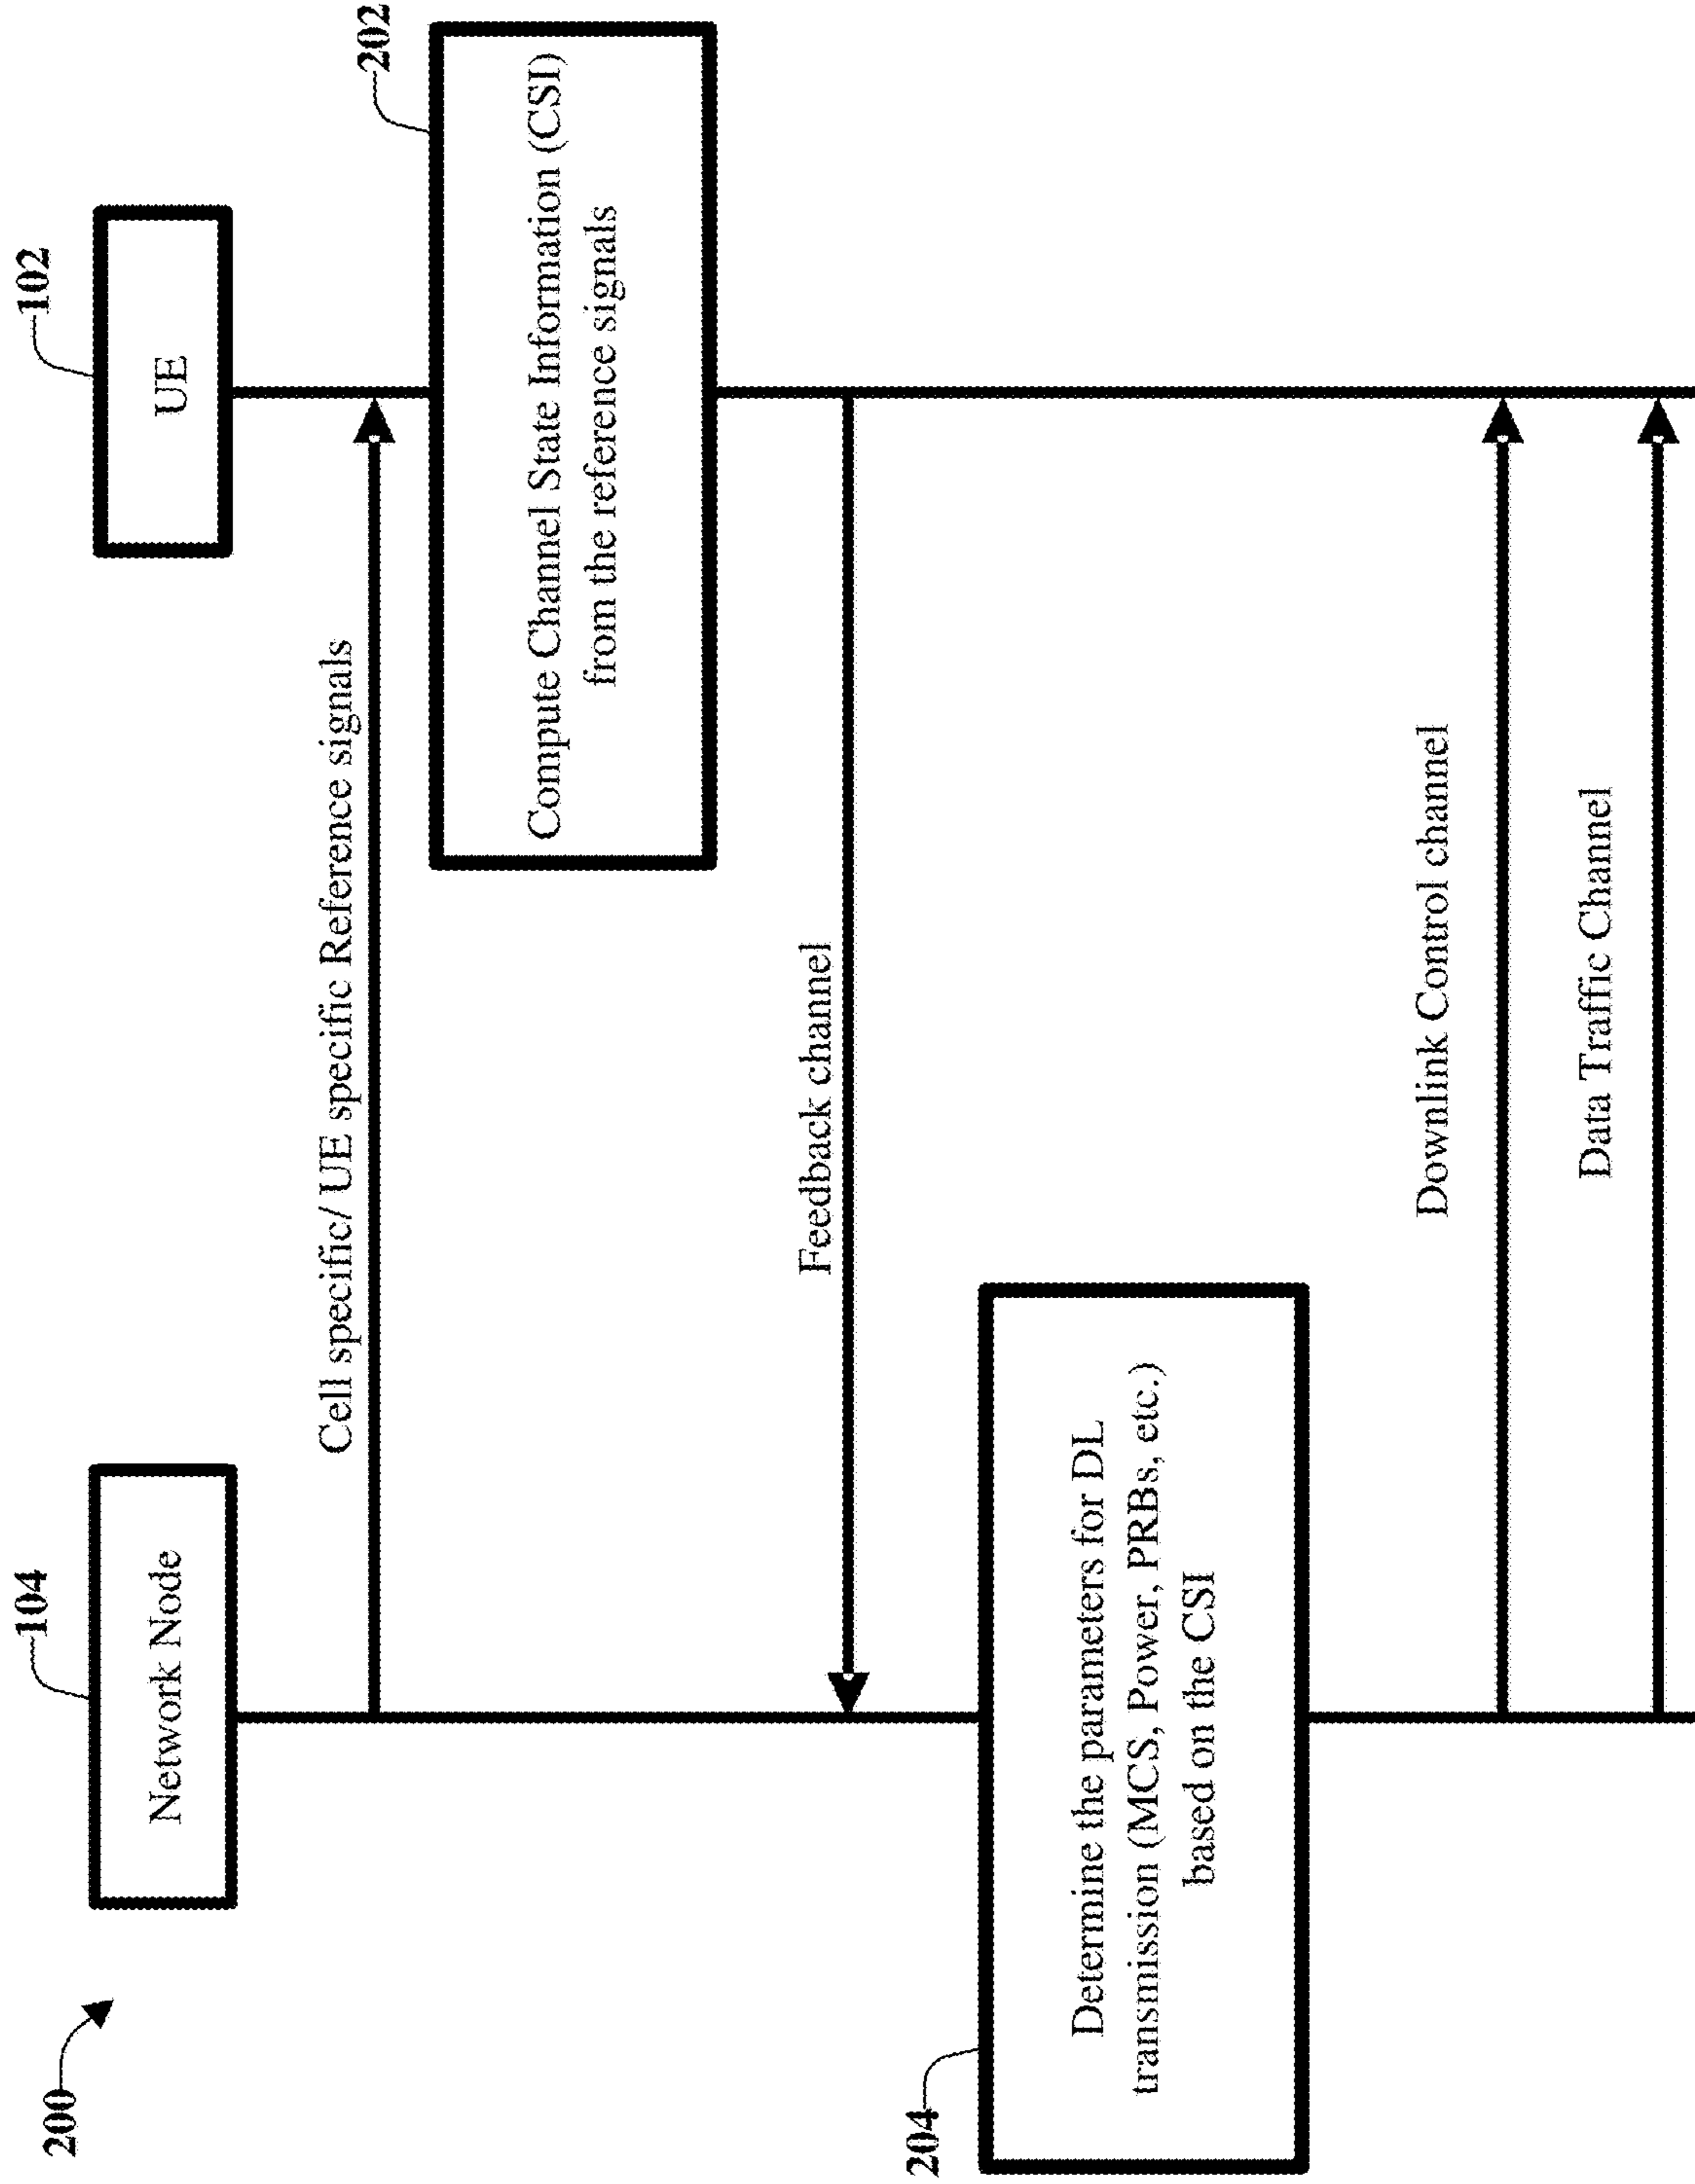 200
104
Network Node
102
UE
Cell specific/ UE specific Reference signals
202
Compute Channel State Information (CSI)
from the reference signals
Feedback channel
204
Determine the parameters for DL
transmission (MCS, Power, PRBs, etc.)
based on the CSI
Downlink Control channel
Data Traffic Channel